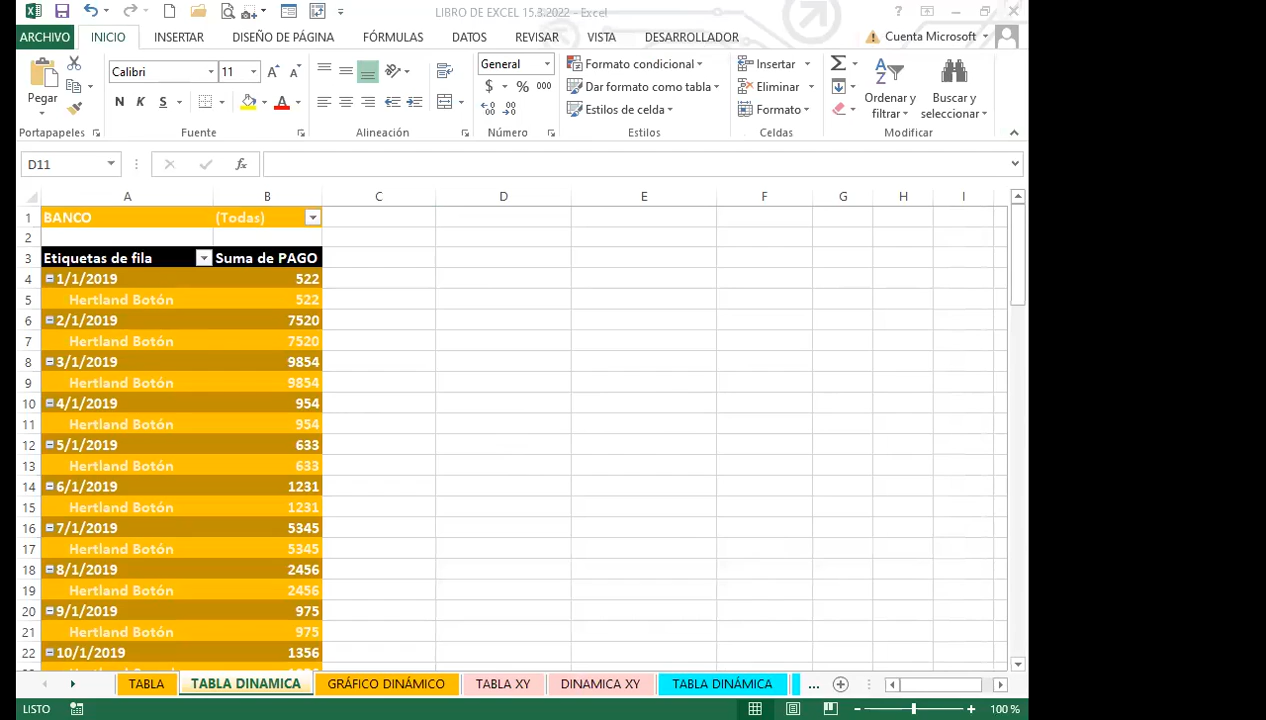 LIBRO DE EXCEL 15.3.2022 - Excel
ARCHIVO INICIO INSERTAR DISEÑO DE PÁGINA FÓRMULAS DATOS REVISAR VISTA DESARROLLADOR Cuenta Microsoft
Calibri 11 General Formato condicional Insertar
Pegar $ % 000 Dar formato como tabla Eliminar Ordenar y filtrar Buscar y seleccionar
N K S Estilos de celda Formato
Portapapeles Fuente Alineación Número Estilos Celdas Modificar
D11 fx
A B C D E F G H I
1 BANCO (Todas)
2
3 Etiquetas de fila Suma de PAGO
4 1/1/2019 522
5 Hertland Botón 522
6 2/1/2019 7520
7 Hertland Botón 7520
8 3/1/2019 9854
9 Hertland Botón 9854
10 4/1/2019 954
11 Hertland Botón 954
12 5/1/2019 633
13 Hertland Botón 633
14 6/1/2019 1231
15 Hertland Botón 1231
16 7/1/2019 5345
17 Hertland Botón 5345
18 8/1/2019 2456
19 Hertland Botón 2456
20 9/1/2019 975
21 Hertland Botón 975
22 10/1/2019 1356
TABLA TABLA DINAMICA GRÁFICO DINÁMICO TABLA XY DINAMICA XY TABLA DINÁMICA ...
LISTO 100 %